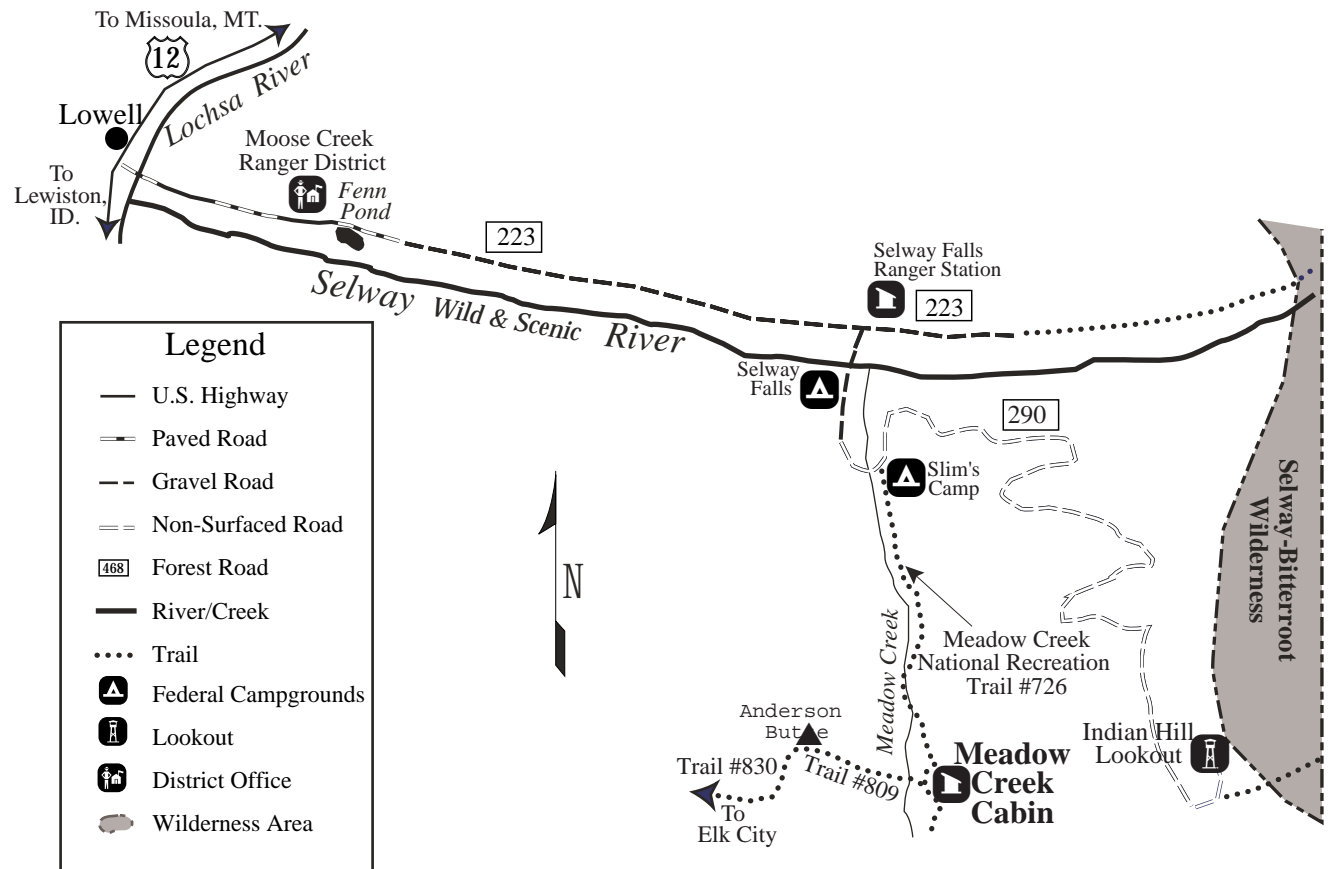 To Missoula, MT.
12
Lowell
Lochsa River
To
Lewiston,
ID.
Moose Creek
Ranger District
Fenn
Pond
223
Selway Wild & Scenic River
Selway Falls
Ranger Station
223
Selway
Falls
290
Slim's
Camp
Selway-Bitterroot
Wilderness
N
Meadow Creek
Meadow Creek
National Recreation
Trail #726
Anderson
Butte
Trail #830
Trail #809
To
Elk City
Meadow
Creek
Cabin
Indian Hill
Lookout
Legend
U.S. Highway
Paved Road
Gravel Road
Non-Surfaced Road
468 Forest Road
River/Creek
Trail
Federal Campgrounds
Lookout
District Office
Wilderness Area